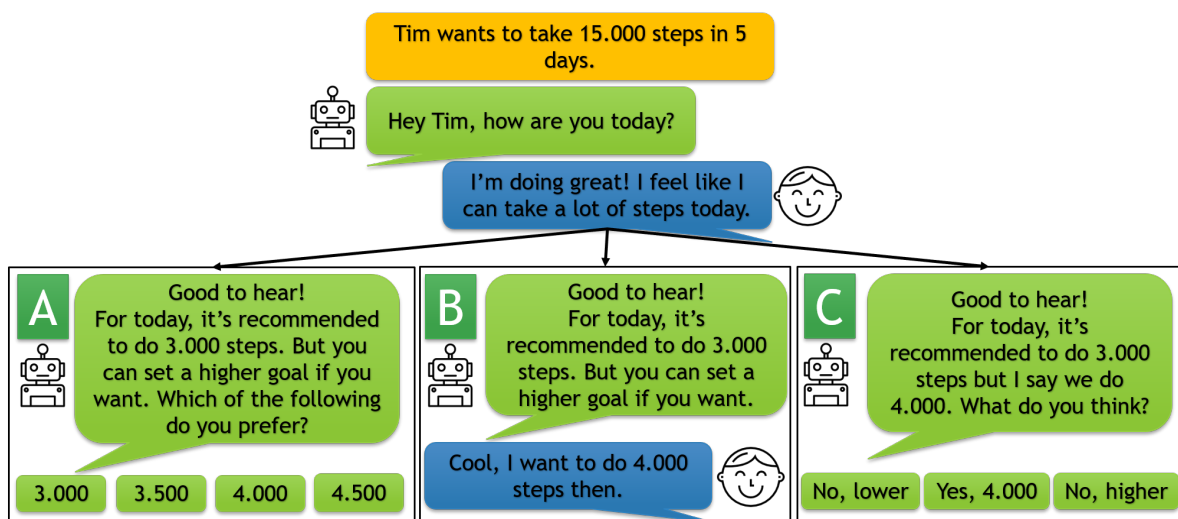 Tim wants to take 15.000 steps in 5
days.
Hey Tim, how are you today?
I'm doing great! I feel like I
can take a lot of steps today.
A
Good to hear!
For today, it's recommended
to do 3.000 steps. But you
can set a higher goal if you
want. Which of the following
do you prefer?
3.000
3.500
4.000
4.500
B
Good to hear!
For today, it's
recommended to do 3.000
steps. But you can set a
higher goal if you want.
Cool, I want to do 4.000
steps then.
C
Good to hear!
For today, it's
recommended to do 3.000
steps but I say we do
4.000. What do you think?
No, lower
Yes, 4.000
No, higher